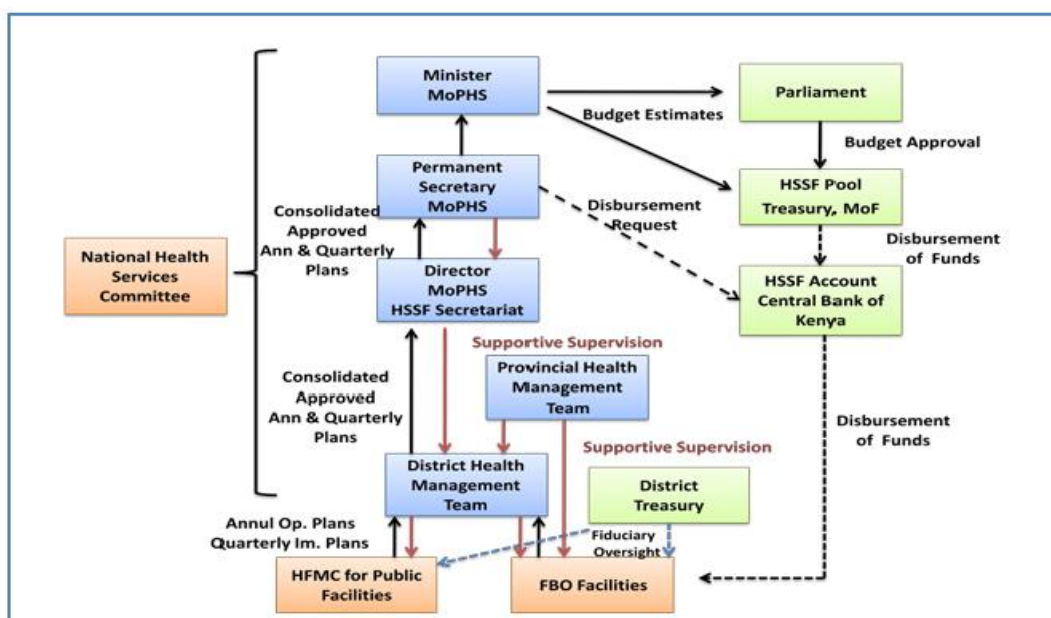 Minister
MoPHS
Parliament
Budget Estimates
Budget Approval
Permanent
Secretary
MoPHS
HSSF Pool
Treasury, MoF
Consolidated
Approved
Ann & Quarterly
Plans
Disbursement
Request
Disbursement
of Funds
National Health
Services
Committee
Director
MoPHS
HSSF Secretariat
HSSF Account
Central Bank of
Kenya
Supportive Supervision
Provincial Health
Management
Team
Consolidated
Approved
Ann & Quarterly
Plans
Disbursement
of Funds
Supportive Supervision
District Health
Management
Team
District
Treasury
Annul Op. Plans
Quarterly Im. Plans
Fiduciary
Oversight
HFMC for Public
Facilities
FBO Facilities